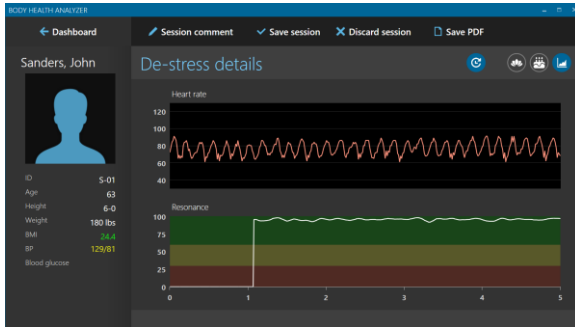 BODY HEALTH ANALYZER
Dashboard
Session comment
Save session
Discard session
Save PDF
Sanders, John
De-stress details
ID S-01
Age 63
Height 6-0
Weight 180 lbs
BMI 24.4
BP 129/81
Blood glucose
Heart rate
120
100
80
60
40
Resonance
100
75
50
25
0
0 1 2 3 4 5